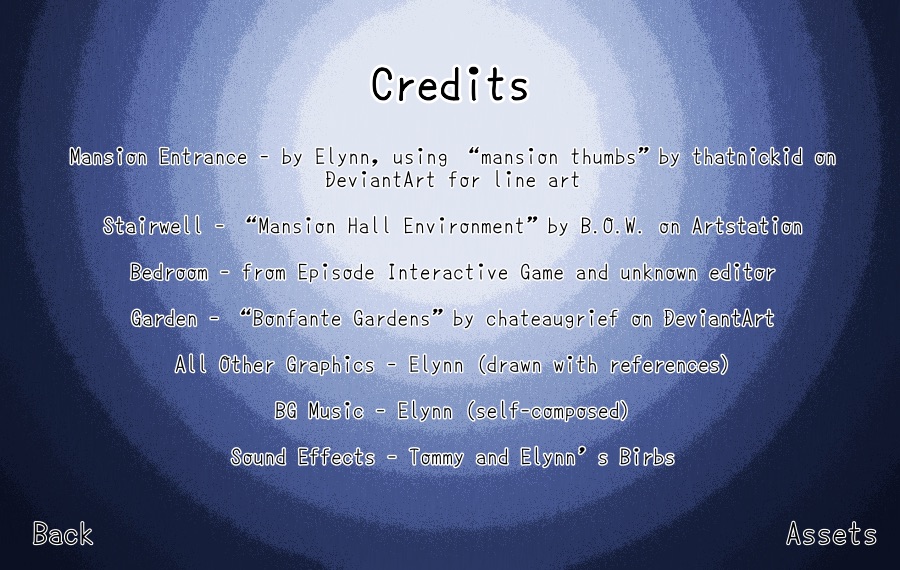 Credits
Mansion Entrance - by Elynn, using “mansion thumbs” by thatnickid on
DeviantArt for line art
Stairwell - “Mansion Hall Environment” by B.O.W. on Artstation
Bedroom - from Episode Interactive Game and unknown editor
Garden - “Bonfante Gardens” by chateaugrief on DeviantArt
All Other Graphics - Elynn (drawn with references)
BG Music - Elynn (self-composed)
Sound Effects - Tommy and Elynn’s Birbs
Back
Assets